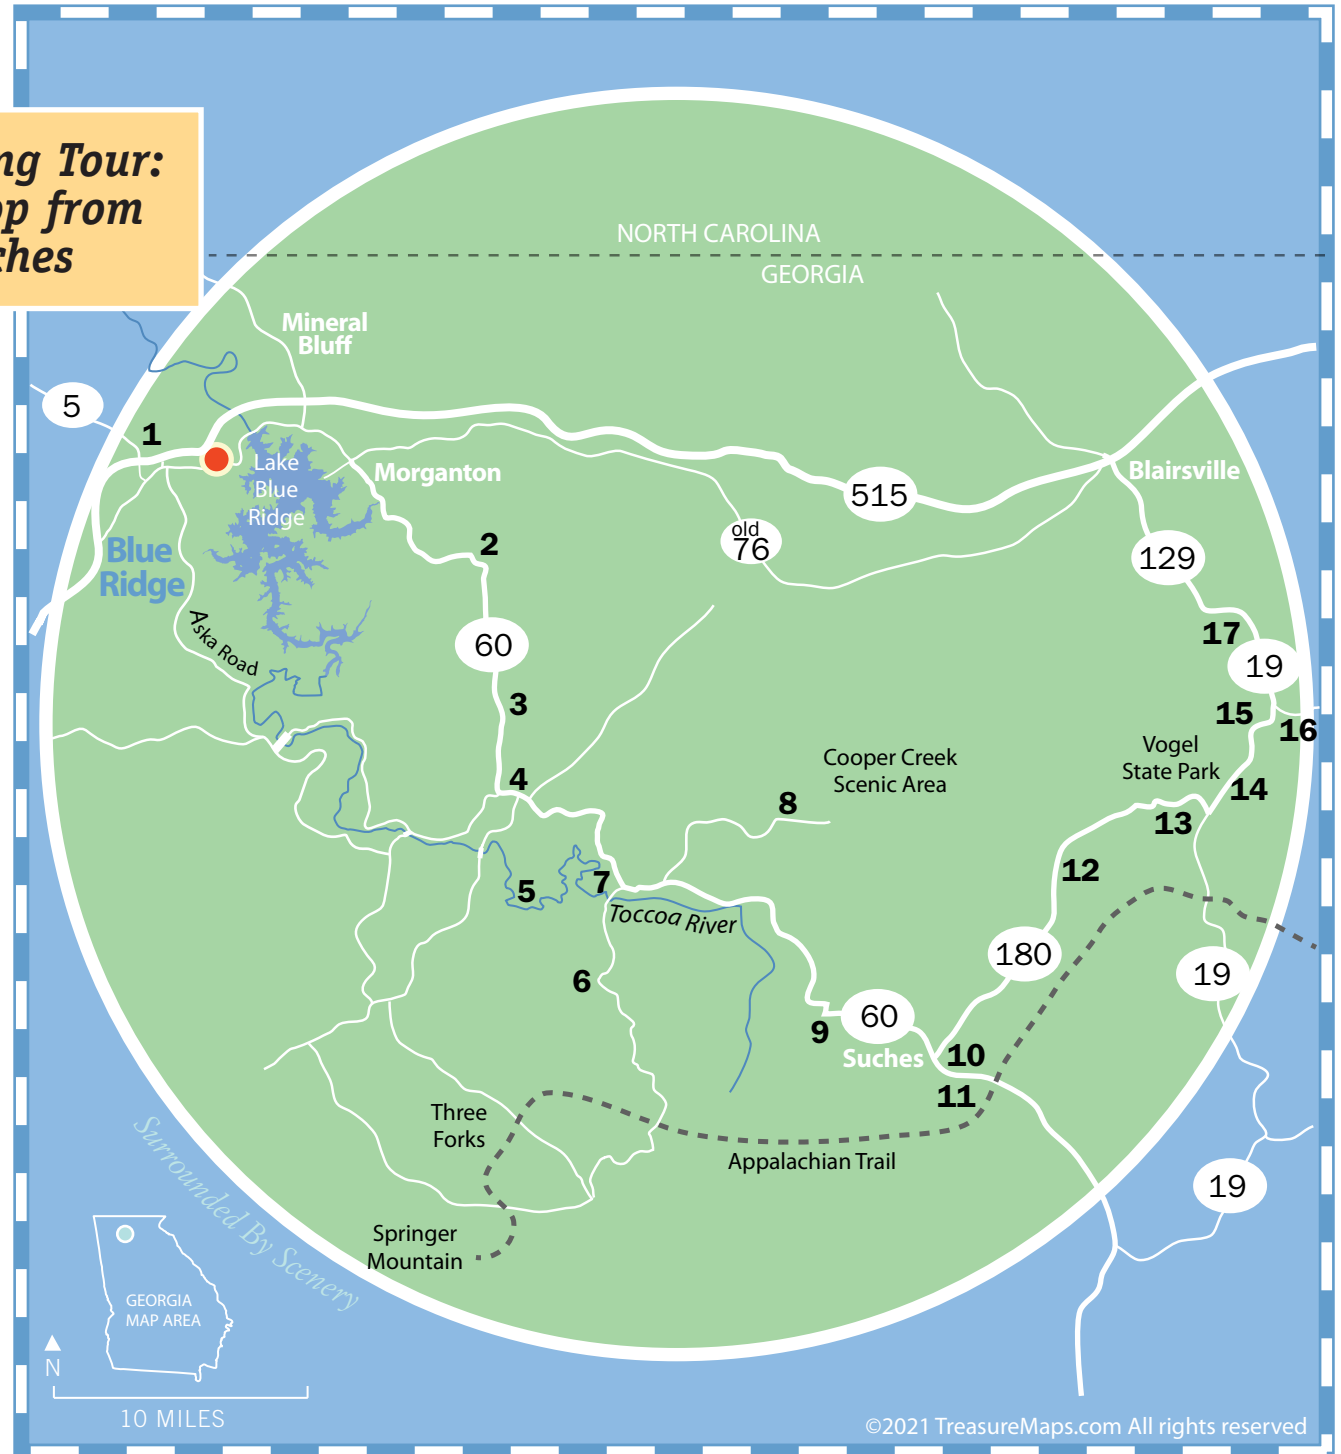 ng Tour:
op from
ches
NORTH CAROLINA
GEORGIA
Mineral
Bluff
5
1
Lake
Blue
Ridge
Morganton
515
Blairsville
old
76
2
Blue
Ridge
129
Aska Road
60
17
19
3
15
16
4
Cooper Creek
Scenic Area
Vogel
State Park
8
14
13
12
5
7
Toccoa River
180
19
6
9
60
Suches
10
11
Three
Forks
Appalachian Trail
19
Springer
Mountain
Surrounded By Scenery
GEORGIA
MAP AREA
N
10 MILES
©2021 TreasureMaps.com All rights reserved